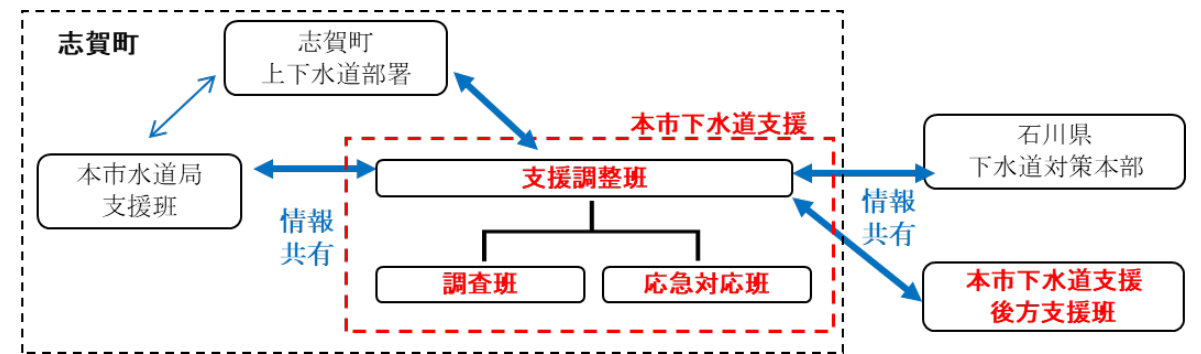 志賀町
志賀町
上下水道部署
本市下水道支援
本市水道局
支援班
支援調整班
石川県
下水道対策本部
情報
共有
情報
共有
調査班
応急対応班
本市下水道支援
後方支援班